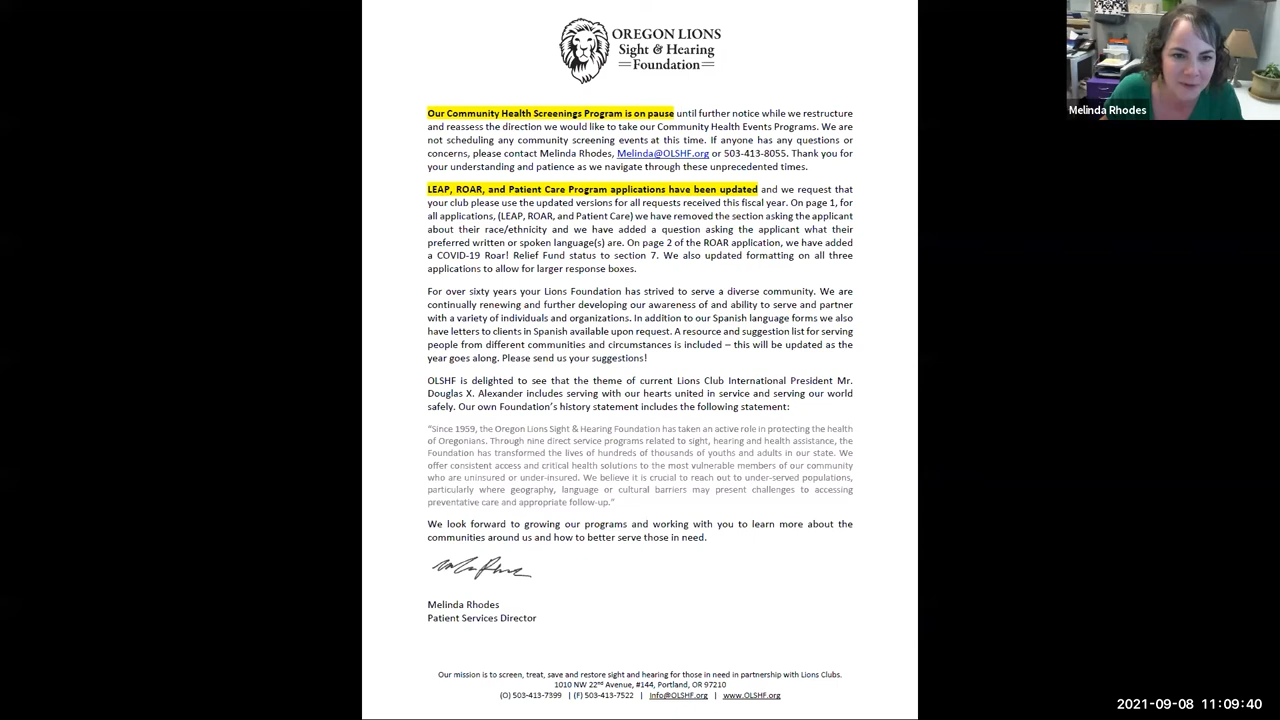 OREGON LIONS
Sight & Hearing
Foundation
Melinda Rhodes
Our Community Health Screenings Program is on pause until further notice while we restructure
and reassess the direction we would like to take our Community Health Events Programs. We are
not scheduling any community screening events at this time. If anyone has any questions or
concerns, please contact Melinda Rhodes, Melinda@OLSHF.org or 503-413-8055. Thank you for
your understanding and patience as we navigate through these unprecedented times.
LEAP, ROAR, and Patient Care Program applications have been updated and we request that
your club please use the updated versions for all requests received this fiscal year. On page 1, for
all applications, (LEAP, ROAR, and Patient Care) we have removed the section asking the applicant
about their race/ethnicity and we have added a question asking the applicant what their
preferred written or spoken language(s) are. On page 2 of the ROAR application, we have added
a COVID-19 Roar! Relief Fund status to section 7. We also updated formatting on all three
applications to allow for larger response boxes.
For over sixty years your Lions Foundation has strived to serve a diverse community. We are
continually renewing and further developing our awareness of and ability to serve and partner
with a variety of individuals and organizations. In addition to our Spanish language forms we also
have letters to clients in Spanish available upon request. A resource and suggestion list for serving
people from different communities and circumstances is included – this will be updated as the
year goes along. Please send us your suggestions!
OLSHF is delighted to see that the theme of current Lions Club International President Mr.
Douglas X. Alexander includes serving with our hearts united in service and serving our world
safely. Our own Foundation's history statement includes the following statement:
"Since 1959, the Oregon Lions Sight & Hearing Foundation has taken an active role in protecting the health
of Oregonians. Through nine direct service programs related to sight, hearing and health assistance, the
Foundation has transformed the lives of hundreds of thousands of youths and adults in our state. We
offer consistent access and critical health solutions to the most vulnerable members of our community
who are uninsured or under-insured. We believe it is crucial to reach out to under-served populations,
particularly where geography, language or cultural barriers may present challenges to accessing
preventative care and appropriate follow-up."
We look forward to growing our programs and working with you to learn more about the
communities around us and how to better serve those in need.
Melinda Rhodes
Patient Services Director
Our mission is to screen, treat, save and restore sight and hearing for those in need in partnership with Lions Clubs.
1010 NW 22nd Avenue, #144, Portland, OR 97210
(O) 503-413-7399 | (F) 503-413-7522 | Info@OLSHF.org | www.OLSHF.org
2021-09-08 11:09:40